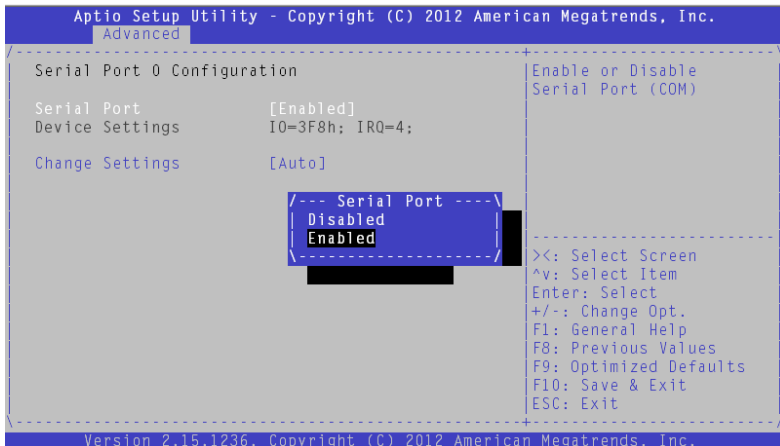 Aptio Setup Utility - Copyright (C) 2012 American Megatrends, Inc.
Advanced
Serial Port 0 Configuration
Serial Port [Enabled]
Device Settings IO=3F8h; IRQ=4;
Change Settings [Auto]
/--- Serial Port ----\
Disabled
Enabled
Enable or Disable
Serial Port (COM)
><: Select Screen
^v: Select Item
Enter: Select
+/-: Change Opt.
F1: General Help
F8: Previous Values
F9: Optimized Defaults
F10: Save & Exit
ESC: Exit
Version 2.15.1236. Copyright (C) 2012 American Megatrends, Inc.